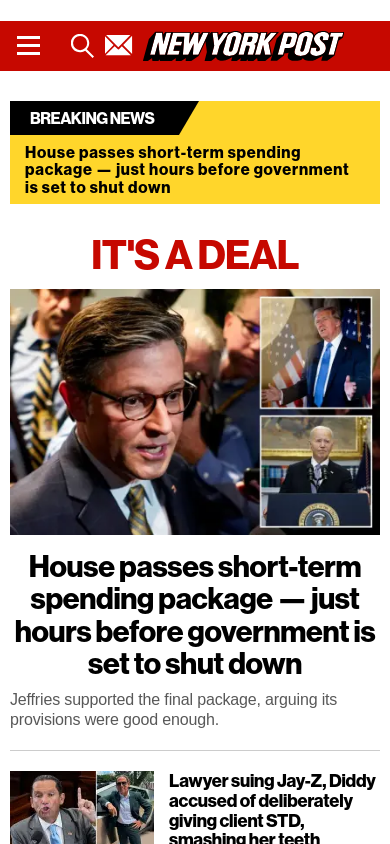 NEW YORK POST
BREAKING NEWS
House passes short-term spending
package — just hours before government
is set to shut down
IT'S A DEAL
House passes short-term
spending package — just
hours before government is
set to shut down
Jeffries supported the final package, arguing its
provisions were good enough.
Lawyer suing Jay-Z, Diddy
accused of deliberately
giving client STD,
smashing her teeth